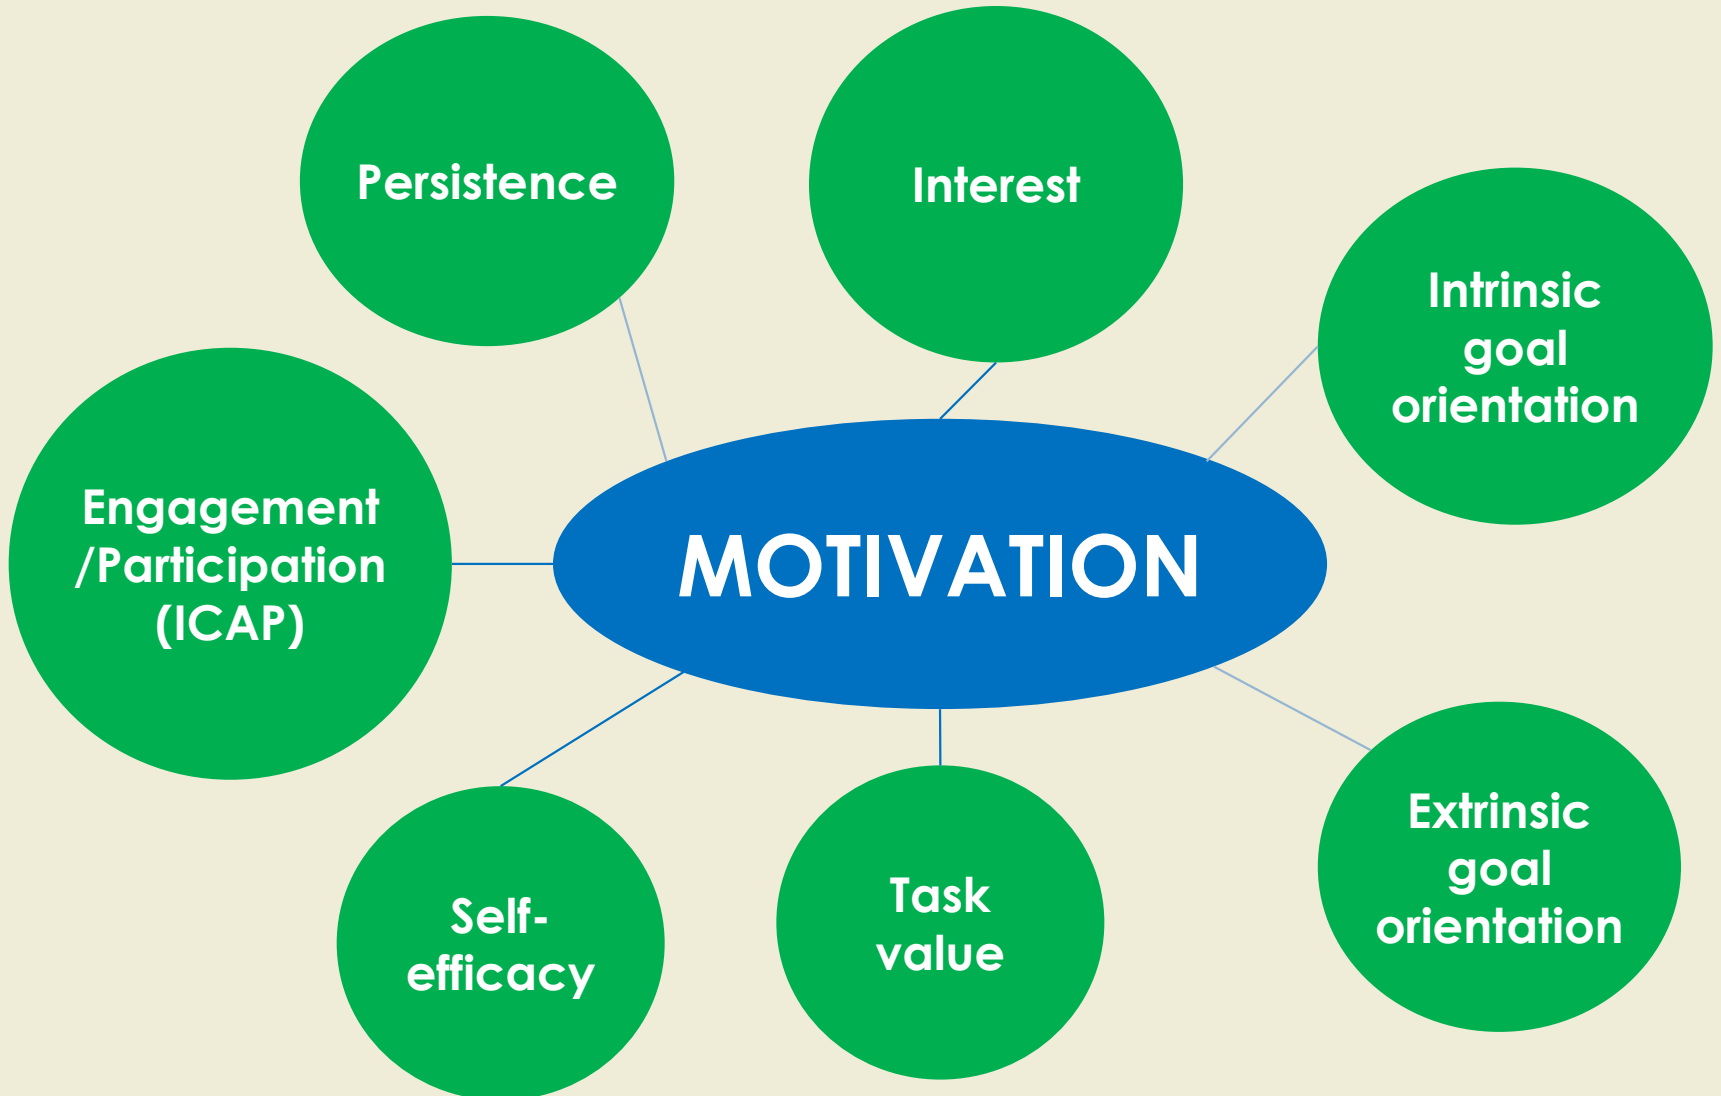 Persistence
Interest
Intrinsic
goal
orientation
Engagement
/Participation
(ICAP)
MOTIVATION
Self-
efficacy
Task
value
Extrinsic
goal
orientation